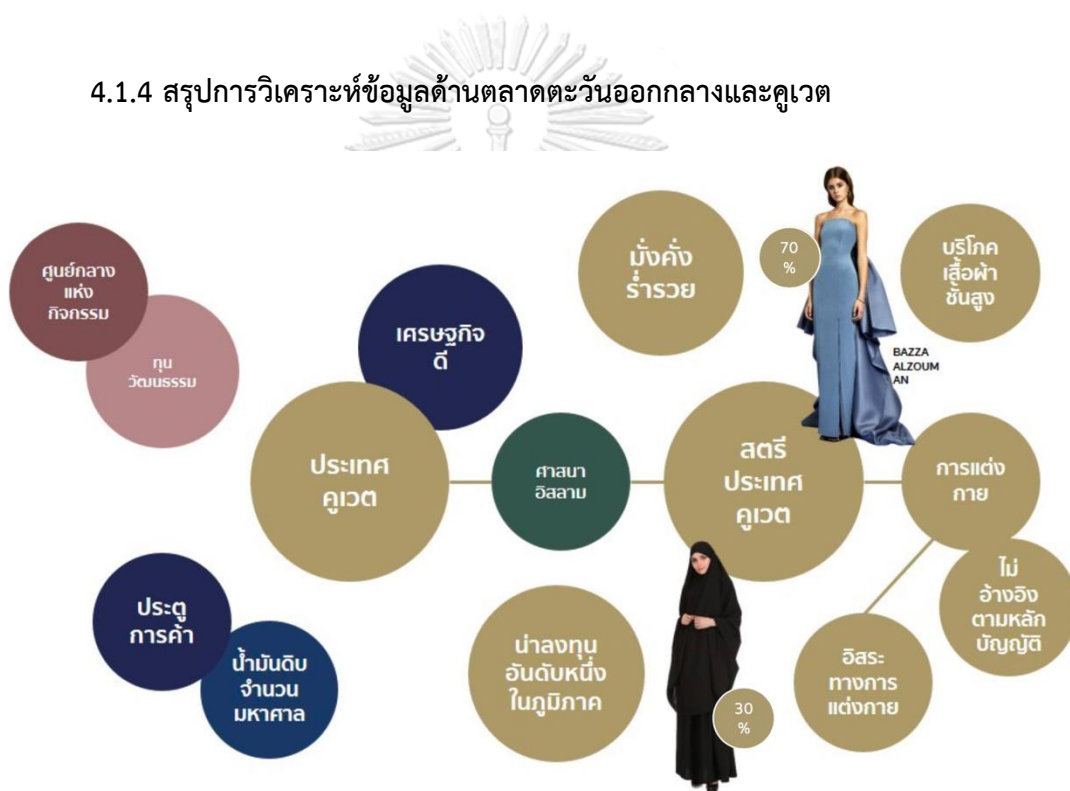 4.1.4 สรุปการวิเคราะห์ข้อมูลด้านตลาดตะวันออกกลางและคูเวต
ศูนย์กลาง
แห่ง
กิจกรรม
ทุน
วัฒนธรรม
เศรษฐกิจ
ดี
มั่งคั่ง
ร่ำรวย
70
%
บริโภค
เสื้อผ้า
ชั้นสูง
BAZZA
ALZOUM
AN
ประเทศ
คูเวต
ศาสนา
อิสลาม
สตรี
ประเทศ
คูเวต
การแต่ง
กาย
ไม่
อ้างอิง
ตามหลัก
บัญญัติ
ประตู
การค้า
น้ำมันดิบ
จำนวน
มหาศาล
น่าลงทุน
อันดับหนึ่ง
ในภูมิภาค
30
%
อิสระ
ทางการ
แต่งกาย